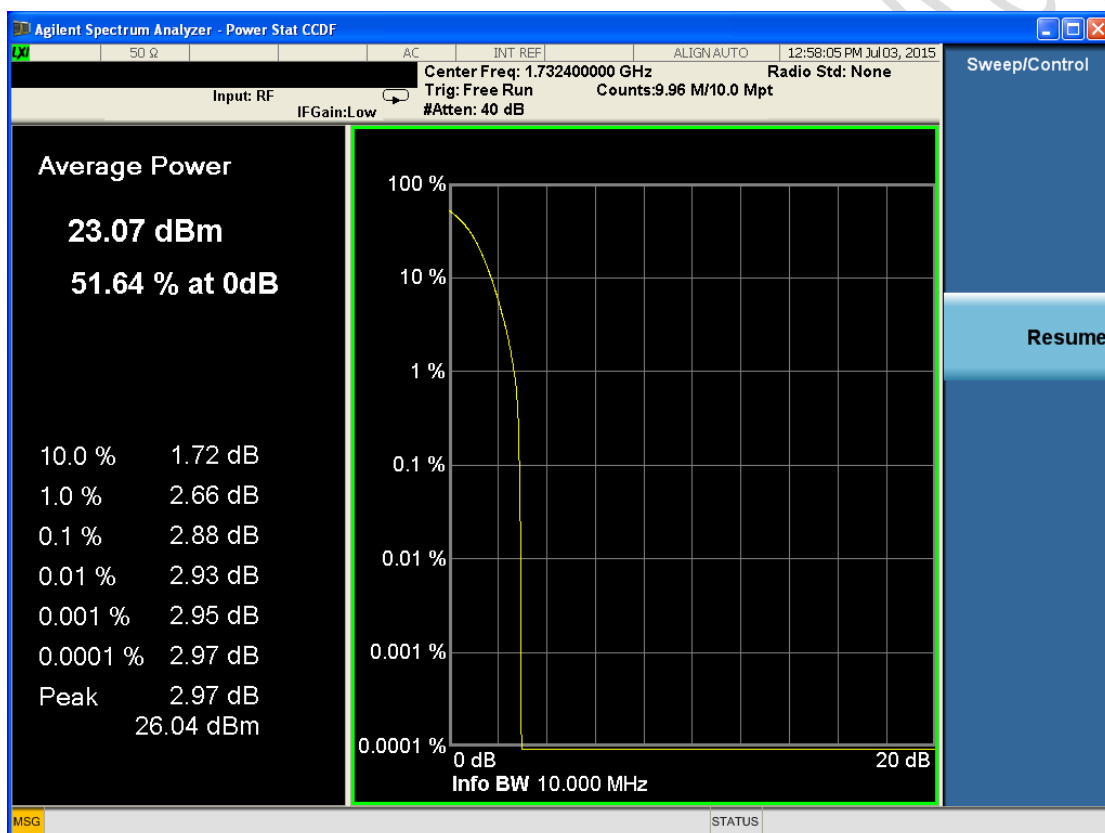 Agilent Spectrum Analyzer - Power Stat CCDF
LXI 50 Ω AC INT REF ALIGN AUTO 12:58:05 PM Jul 03, 2015
Center Freq: 1.732400000 GHz Radio Std: None
Input: RF Trig: Free Run Counts:9.96 M/10.0 Mpt
IFGain:Low #Atten: 40 dB
Sweep/Control
Resume
Average Power
23.07 dBm
51.64 % at 0dB
10.0 % 1.72 dB
1.0 % 2.66 dB
0.1 % 2.88 dB
0.01 % 2.93 dB
0.001 % 2.95 dB
0.0001 % 2.97 dB
Peak 2.97 dB
26.04 dBm
100 %
10 %
1 %
0.1 %
0.01 %
0.001 %
0.0001 %
0 dB 20 dB
Info BW 10.000 MHz
MSG STATUS